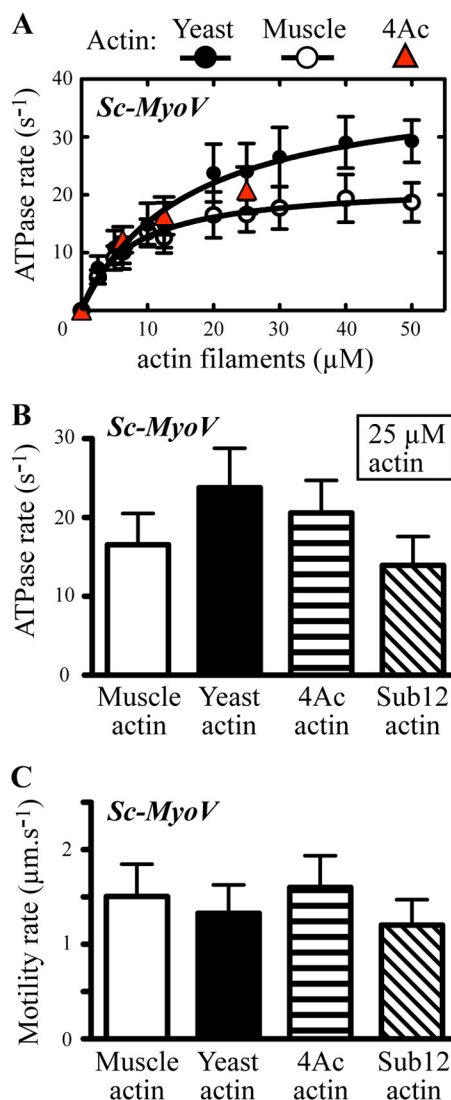 A
Actin: Yeast Muscle 4Ac
Sc-MyoV
ATPase rate (s⁻¹)
40
30
20
10
0
0 10 20 30 40 50
actin filaments (µM)
B
Sc-MyoV
25 µM
actin
ATPase rate (s⁻¹)
30
20
10
0
Muscle Yeast 4Ac Sub12
actin actin actin actin
C
Sc-MyoV
Motility rate (µm.s⁻¹)
2
1
0
Muscle Yeast 4Ac Sub12
actin actin actin actin